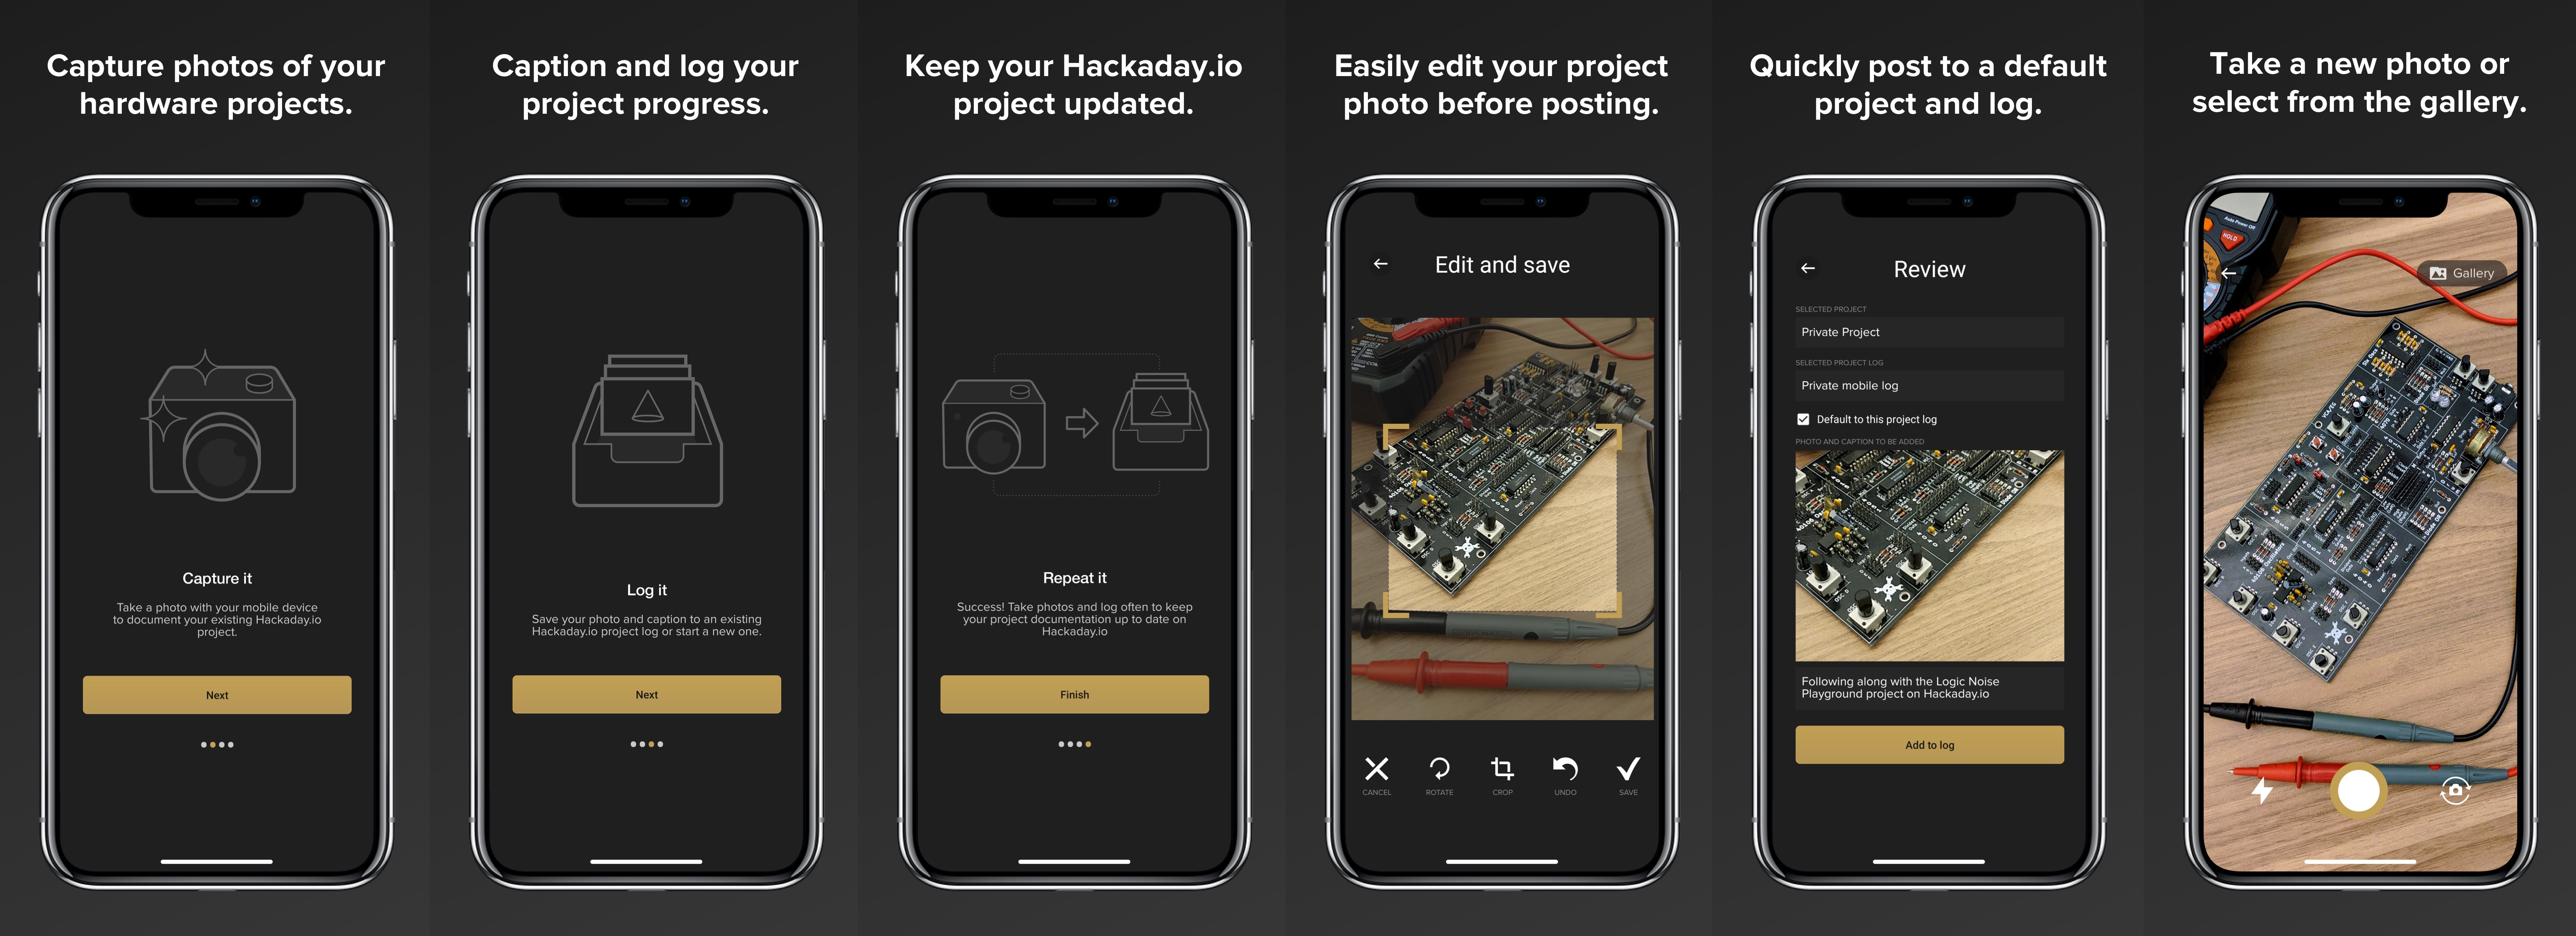 Capture photos of your
hardware projects.
Capture it
Take a photo with your mobile device
to document your existing Hackaday.io
project.
Next
Caption and log your
project progress.
Log it
Save your photo and caption to an existing
Hackaday.io project log or start a new one.
Next
Keep your Hackaday.io
project updated.
Repeat it
Success! Take photos and log often to keep
your project documentation up to date on
Hackaday.io
Finish
Easily edit your project
photo before posting.
Edit and save
CANCEL
ROTATE
CROP
UNDO
SAVE
Quickly post to a default
project and log.
Review
SELECTED PROJECT
Private Project
SELECTED PROJECT LOG
Private mobile log
Default to this project log
PHOTO AND CAPTION TO BE ADDED
Following along with the Logic Noise
Playground project on Hackaday.io
Add to log
Take a new photo or
select from the gallery.
Auto Power Off
HOLD
Gallery